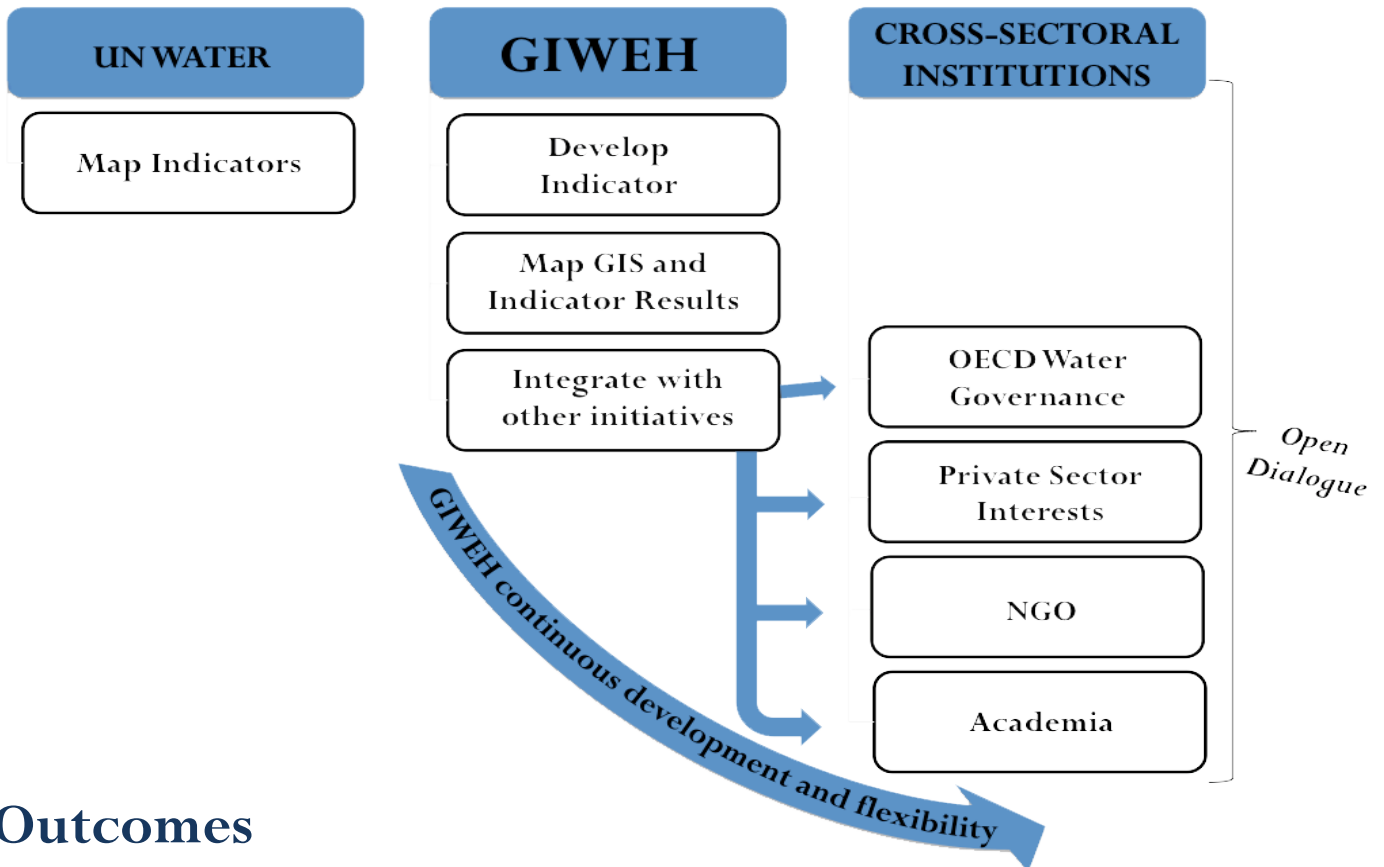 UN WATER
Map Indicators
GIWEH
Develop
Indicator
Map GIS and
Indicator Results
Integrate with
other initiatives
CROSS-SECTORAL
INSTITUTIONS
OECD Water
Governance
Private Sector
Interests
NGO
Academia
Open
Dialogue
GIWEH continuous development and flexibility
Outcomes